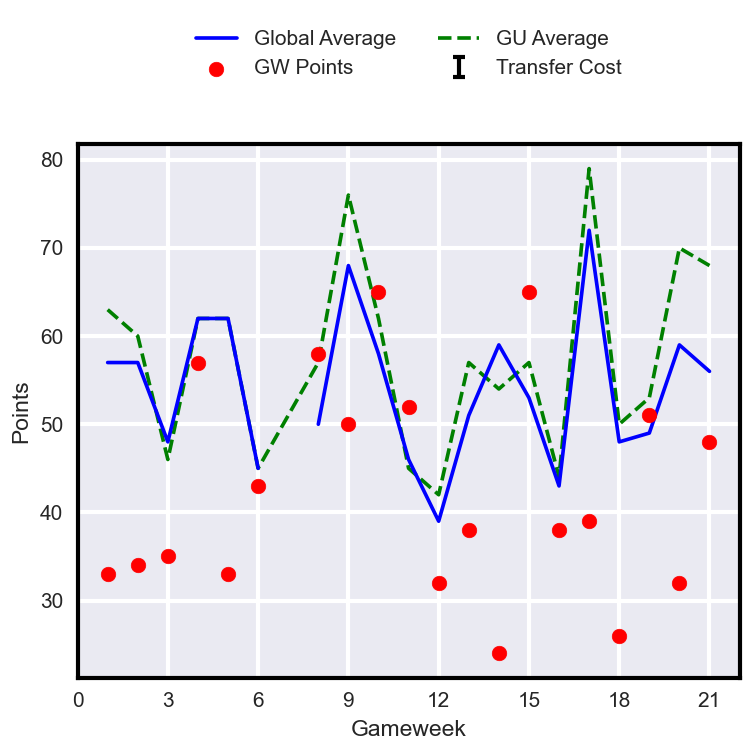 Global Average
GU Average
GW Points
Transfer Cost
80
70
60
50
40
30
Points
0 3 6 9 12 15 18 21
Gameweek